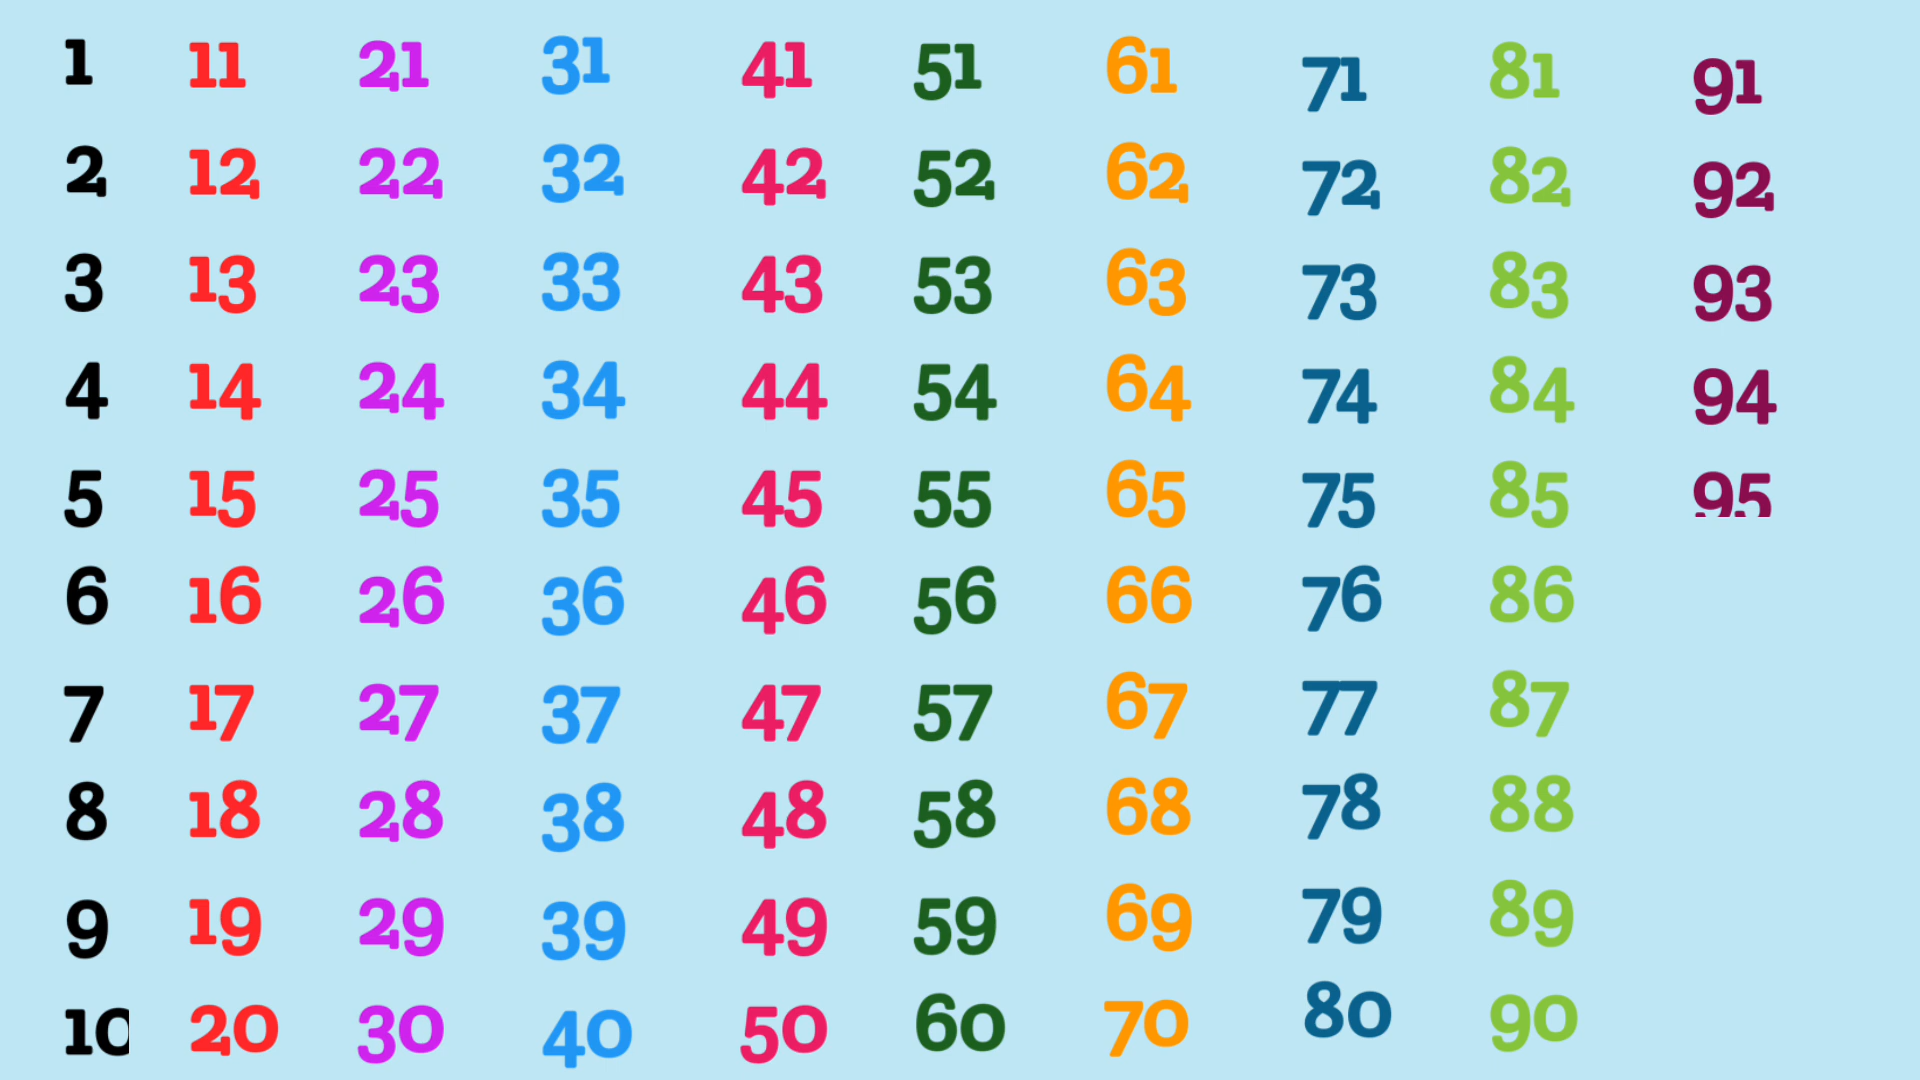 1 11 21 31 41 51 61 71 81 91
2 12 22 32 42 52 62 72 82 92
3 13 23 33 43 53 63 73 83 93
4 14 24 34 44 54 64 74 84 94
5 15 25 35 45 55 65 75 85 95
6 16 26 36 46 56 66 76 86
7 17 27 37 47 57 67 77 87
8 18 28 38 48 58 68 78 88
9 19 29 39 49 59 69 79 89
10 20 30 40 50 60 70 80 90